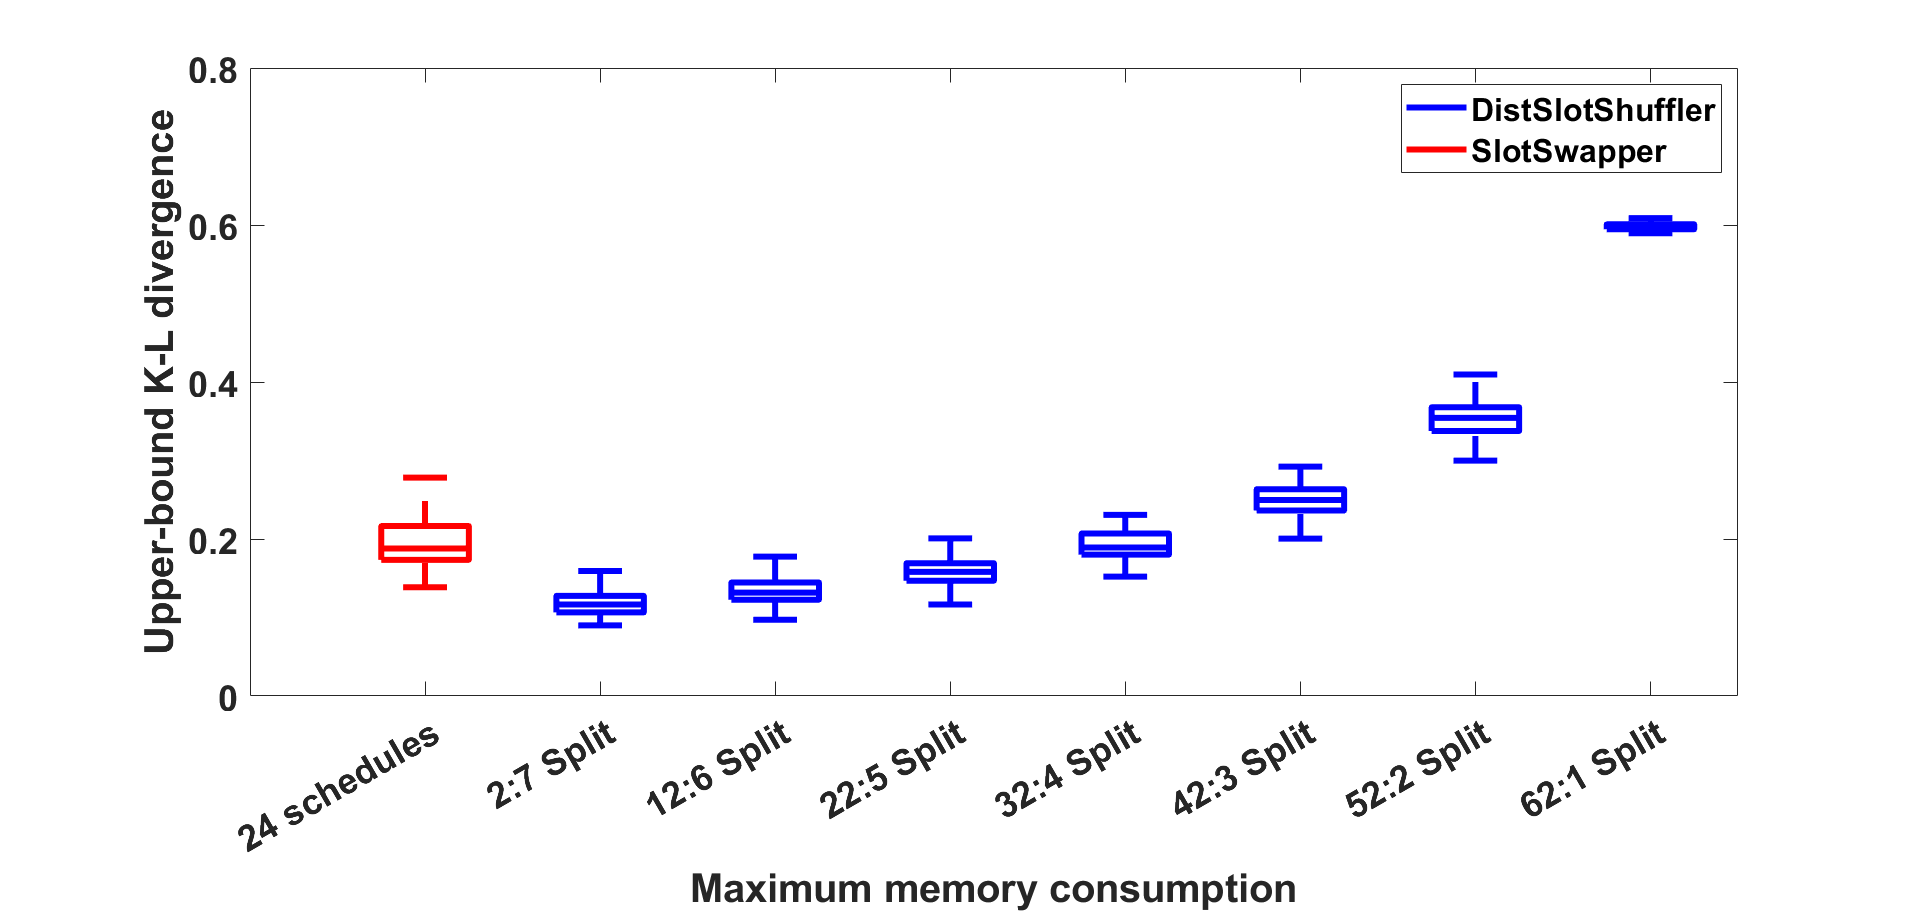 DistSlotShuffler
SlotSwapper
Upper-bound K-L divergence
0.8
0.6
0.4
0.2
0
24 schedules
2:7 Split
12:6 Split
22:5 Split
32:4 Split
42:3 Split
52:2 Split
62:1 Split
Maximum memory consumption